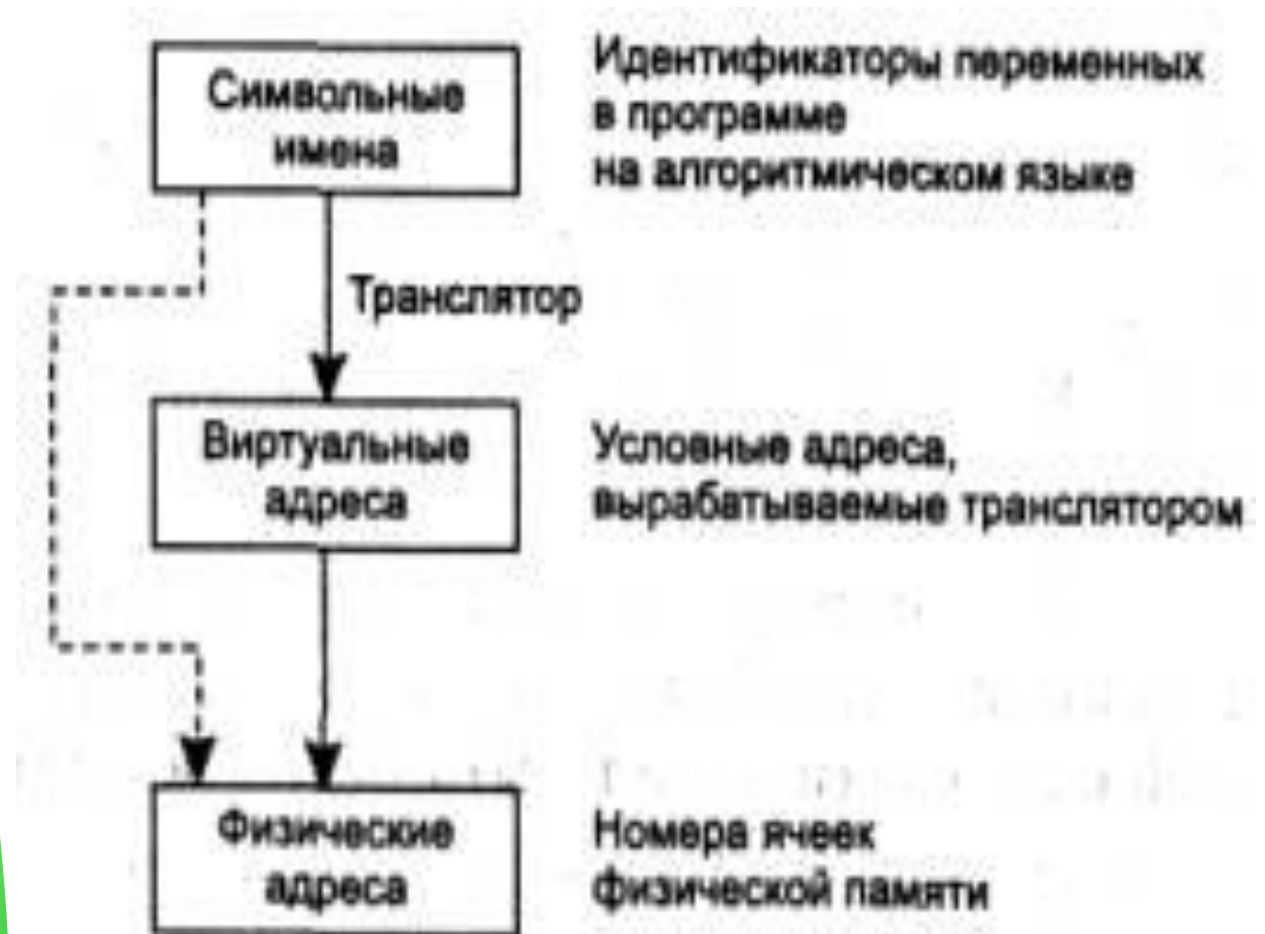 Символьные
имена
Идентификаторы переменных
в программе
на алгоритмическом языке
Транслятор
Виртуальные
адреса
Условные адреса,
вырабатываемые транслятором
Физические
адреса
Номера ячеек
физической памяти